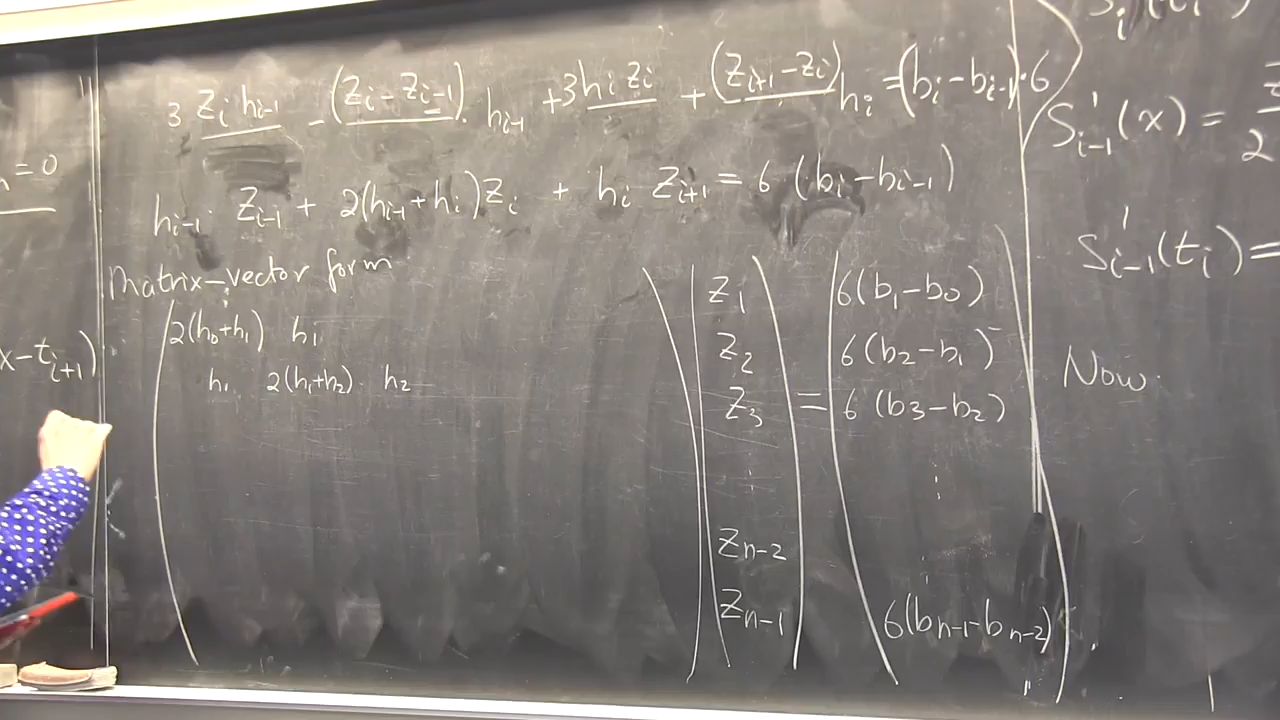 3 z_i h_{i-1} - (z_i - z_{i-1}) · h_{i-1} + 3h_i z_i + (z_{i+1} - z_i) h_i = (b_i - b_{i-1}) · 6
h_{i-1} · z_{i-1} + 2(h_{i-1} + h_i) z_i + h_i z_{i+1} = 6 (b_i - b_{i-1})
Matrix-vector form
2(h_0+h_1) h_1
h_1 2(h_1+h_2) h_2
z_1
z_2
z_3
⋮
z_{n-2}
z_{n-1}
=
6(b_1-b_0)
6(b_2-b_1)
6(b_3-b_2)
⋮
6(b_{n-1}-b_{n-2})
= 0
x - t_{i+1})
S'_{i-1}(x) =
2
S'_{i-1}(t_i) =
Now